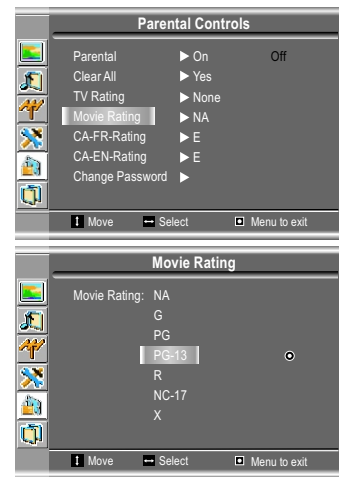 Parental Controls
Parental On Off
Clear All Yes
TV Rating None
Movie Rating NA
CA-FR-Rating E
CA-EN-Rating E
Change Password
Move Select Menu to exit
Movie Rating
Movie Rating: NA
G
PG
PG-13
R
NC-17
X
Move Select Menu to exit